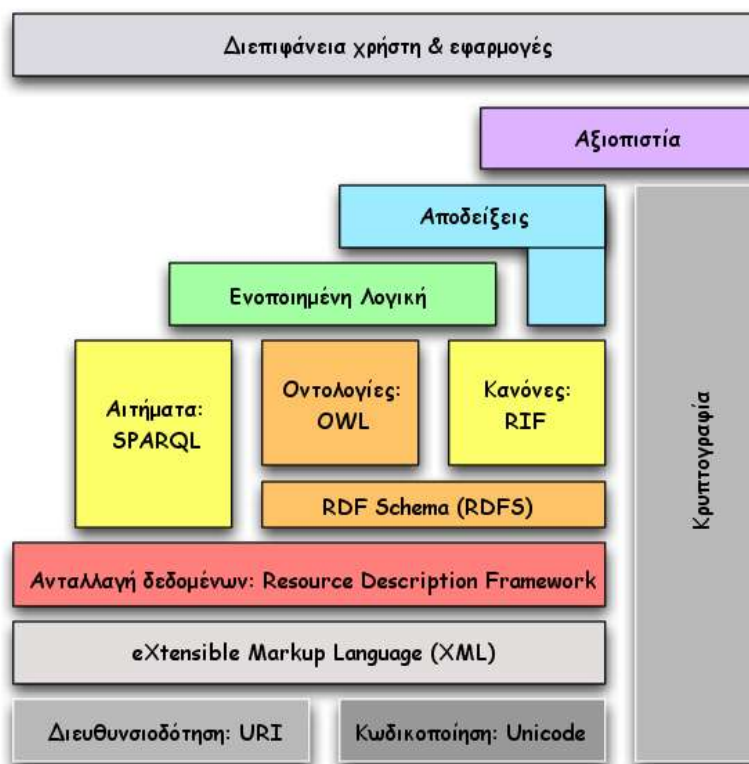 Διεπιφάνεια χρήστη & εφαρμογές
Αξιοπιστία
Αποδείξεις
Ενοποιημένη Λογική
Αιτήματα:
SPARQL
Οντολογίες:
OWL
Κανόνες:
RIF
RDF Schema (RDFS)
Ανταλλαγή δεδομένων: Resource Description Framework
eXtensible Markup Language (XML)
Διευθυνσιοδότηση: URI
Κωδικοποίηση: Unicode
Κρυπτογραφία